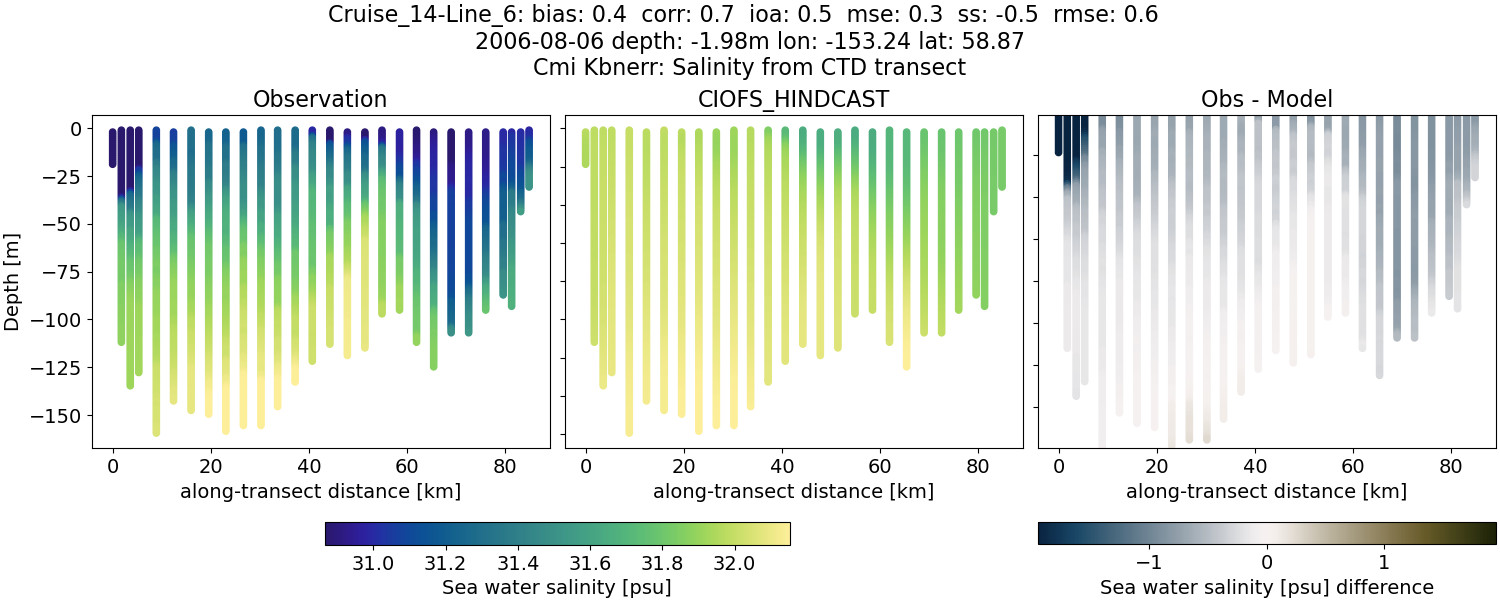 Cruise_14-Line_6: bias: 0.4  corr: 0.7  ioa: 0.5  mse: 0.3  ss: -0.5  rmse: 0.6
2006-08-06 depth: -1.98m lon: -153.24 lat: 58.87
Cmi Kbnerr: Salinity from CTD transect
Observation
CIOFS_HINDCAST
Obs - Model
Depth [m]
0
−25
−50
−75
−100
−125
−150
0 20 40 60 80
0 20 40 60 80
0 20 40 60 80
along-transect distance [km]
along-transect distance [km]
along-transect distance [km]
31.0 31.2 31.4 31.6 31.8 32.0
Sea water salinity [psu]
−1 0 1
Sea water salinity [psu] difference